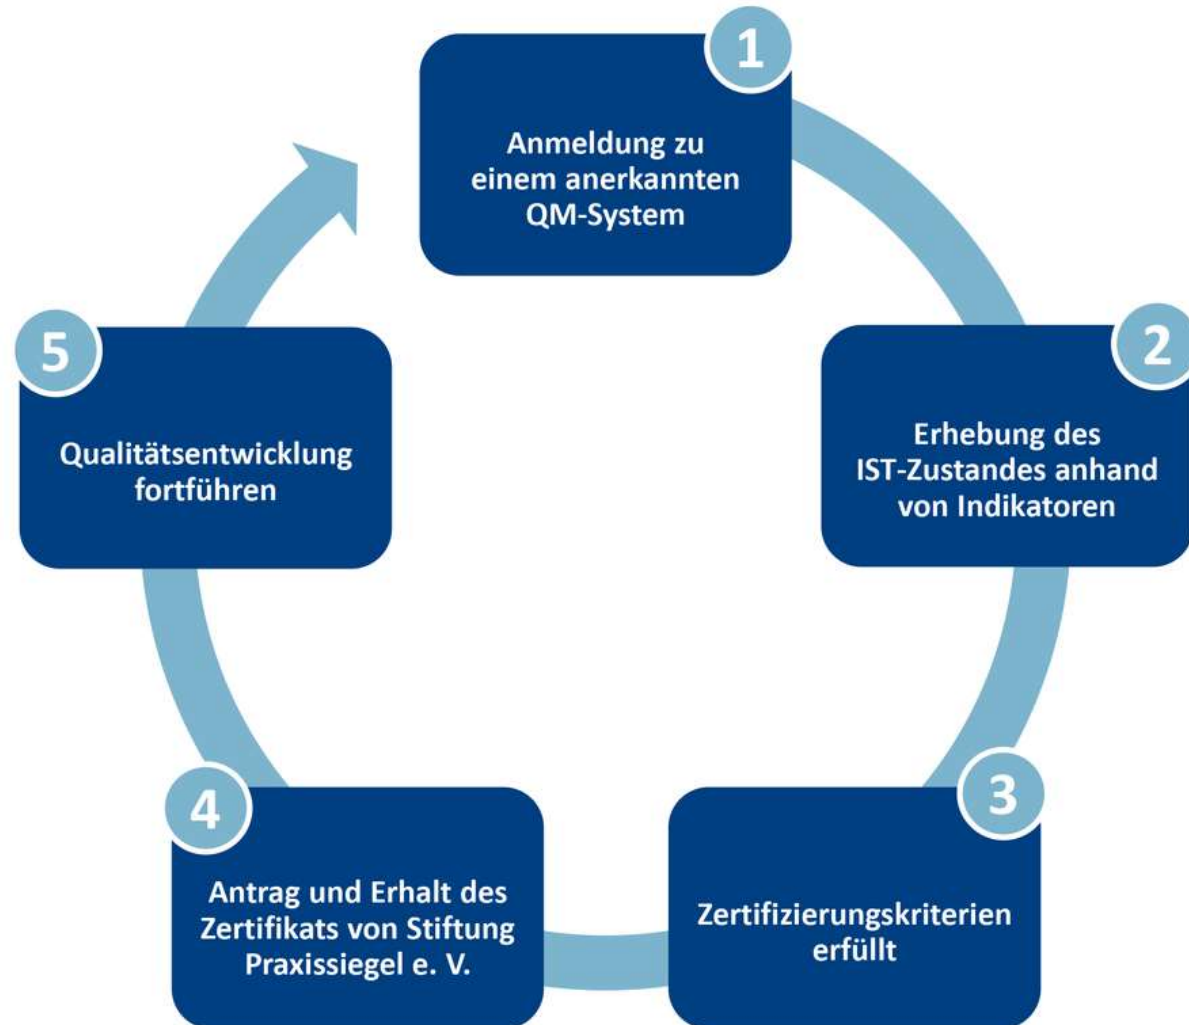 1
Anmeldung zu
einem anerkannten
QM-System
2
Erhebung des
IST-Zustandes anhand
von Indikatoren
3
Zertifizierungskriterien
erfüllt
4
Antrag und Erhalt des
Zertifikats von Stiftung
Praxissiegel e. V.
5
Qualitätsentwicklung
fortführen